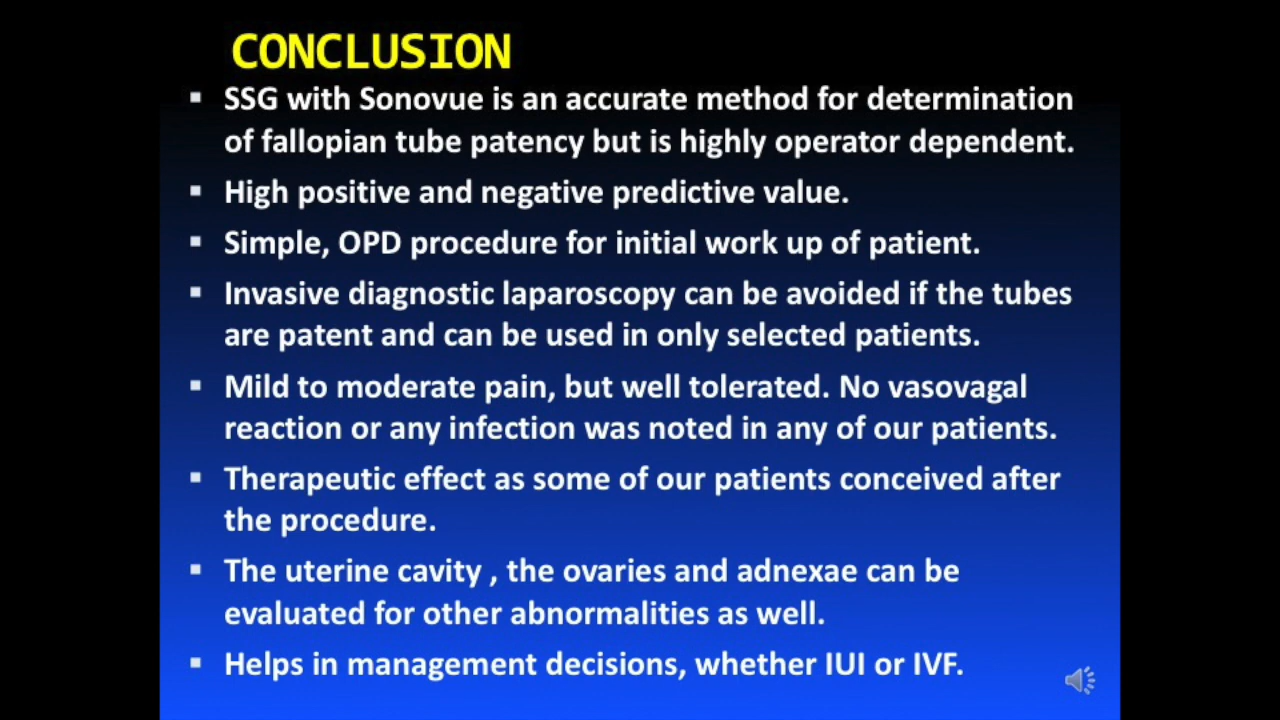 CONCLUSION
▪ SSG with Sonovue is an accurate method for determination
of fallopian tube patency but is highly operator dependent.
▪ High positive and negative predictive value.
▪ Simple, OPD procedure for initial work up of patient.
▪ Invasive diagnostic laparoscopy can be avoided if the tubes
are patent and can be used in only selected patients.
▪ Mild to moderate pain, but well tolerated. No vasovagal
reaction or any infection was noted in any of our patients.
▪ Therapeutic effect as some of our patients conceived after
the procedure.
▪ The uterine cavity , the ovaries and adnexae can be
evaluated for other abnormalities as well.
▪ Helps in management decisions, whether IUI or IVF.